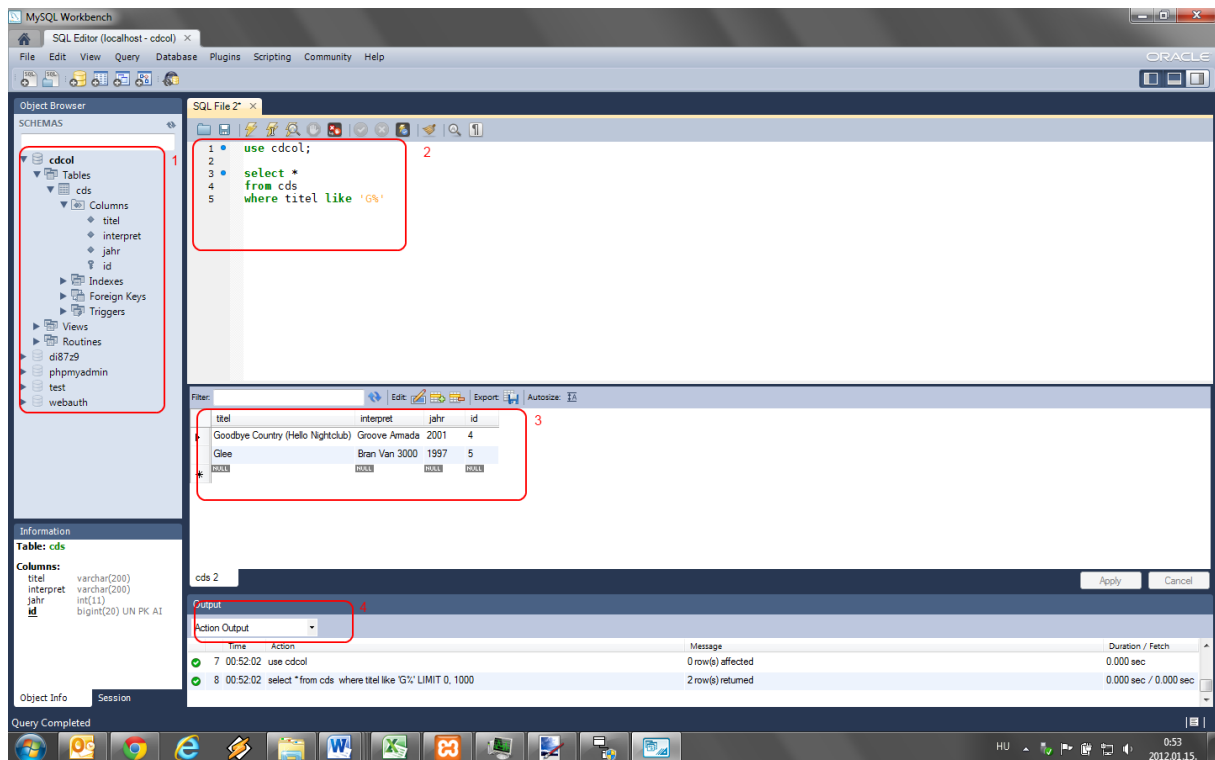 MySQL Workbench
SQL Editor (localhost - cdcol)
File Edit View Query Database Plugins Scripting Community Help
ORACLE
Object Browser
SCHEMAS
1
cdcol
Tables
cds
Columns
titel
interpret
jahr
id
Indexes
Foreign Keys
Triggers
Views
Routines
di87z9
phpmyadmin
test
webauth
SQL File 2*
2
1 use cdcol;
2
3 select *
4 from cds
5 where titel like 'G%'
Filter: Edit: Export: Autosize:
3
titel interpret jahr id
Goodbye Country (Hello Nightclub) Groove Armada 2001 4
Glee Bran Van 3000 1997 5
NULL NULL NULL NULL
cds 2
Apply Cancel
Information
Table: cds
Columns:
titel varchar(200)
interpret varchar(200)
jahr int(11)
id bigint(20) UN PK AI
Object Info Session
Output
4
Action Output
Time Action Message Duration / Fetch
7 00:52:02 use cdcol 0 row(s) affected 0.000 sec
8 00:52:02 select * from cds where titel like 'G%' LIMIT 0, 1000 2 row(s) returned 0.000 sec / 0.000 sec
Query Completed
HU
0:53
2012.01.15.